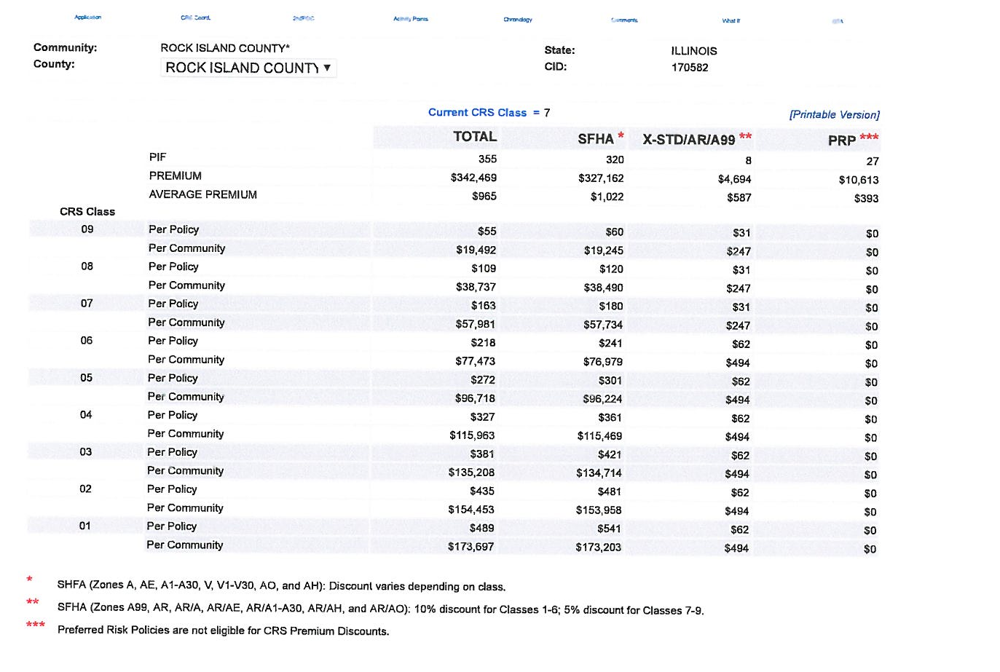 Application CRS Coord. 2ndPOC Activity Points Chronology Comments What If
Community: ROCK ISLAND COUNTY* State: ILLINOIS
County: ROCK ISLAND COUNTY ▼ CID: 170582
Current CRS Class = 7 [Printable Version]
TOTAL SFHA * X-STD/AR/A99 ** PRP ***
PIF 355 320 8 27
PREMIUM $342,469 $327,162 $4,694 $10,613
AVERAGE PREMIUM $965 $1,022 $587 $393
CRS Class
09 Per Policy $55 $60 $31 $0
Per Community $19,492 $19,245 $247 $0
08 Per Policy $109 $120 $31 $0
Per Community $38,737 $38,490 $247 $0
07 Per Policy $163 $180 $31 $0
Per Community $57,981 $57,734 $247 $0
06 Per Policy $218 $241 $62 $0
Per Community $77,473 $76,979 $494 $0
05 Per Policy $272 $301 $62 $0
Per Community $96,718 $96,224 $494 $0
04 Per Policy $327 $361 $62 $0
Per Community $115,963 $115,469 $494 $0
03 Per Policy $381 $421 $62 $0
Per Community $135,208 $134,714 $494 $0
02 Per Policy $435 $481 $62 $0
Per Community $154,453 $153,958 $494 $0
01 Per Policy $489 $541 $62 $0
Per Community $173,697 $173,203 $494 $0
* SHFA (Zones A, AE, A1-A30, V, V1-V30, AO, and AH): Discount varies depending on class.
** SFHA (Zones A99, AR, AR/A, AR/AE, AR/A1-A30, AR/AH, and AR/AO): 10% discount for Classes 1-6; 5% discount for Classes 7-9.
*** Preferred Risk Policies are not eligible for CRS Premium Discounts.